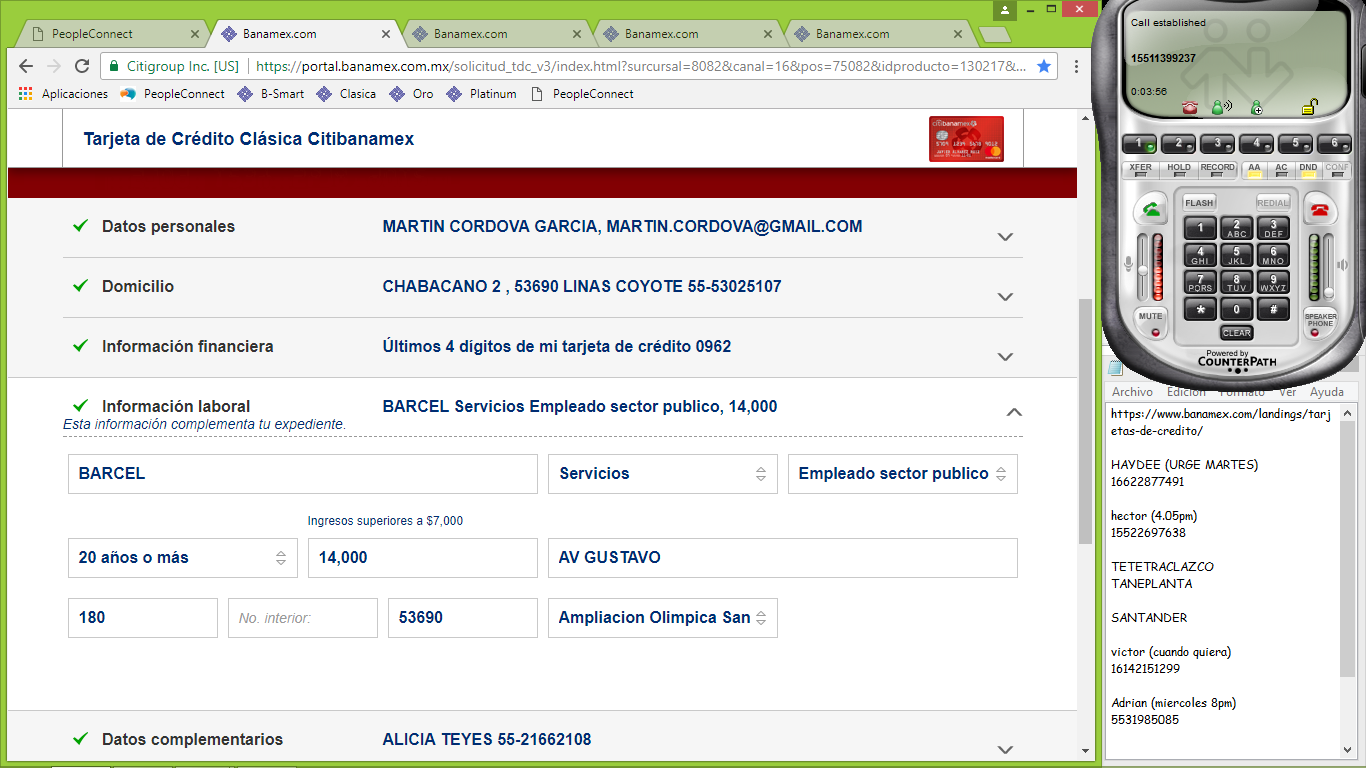 PeopleConnect
Banamex.com
Banamex.com
Banamex.com
Banamex.com
Citigroup Inc. [US] https://portal.banamex.com.mx/solicitud_tdc_v3/index.html?sursursal=8082&canal=16&pos=75082&idproducto=130217&...
Aplicaciones PeopleConnect B-Smart Clasica Oro Platinum PeopleConnect
Tarjeta de Crédito Clásica Citibanamex
Datos personales MARTIN CORDOVA GARCIA, MARTIN.CORDOVA@GMAIL.COM
Domicilio CHABACANO 2 , 53690 LINAS COYOTE 55-53025107
Información financiera Últimos 4 dígitos de mi tarjeta de crédito 0962
Información laboral BARCEL Servicios Empleado sector publico, 14,000
Esta información complementa tu expediente.
BARCEL Servicios Empleado sector publico
Ingresos superiores a $7,000
20 años o más 14,000 AV GUSTAVO
180 No. interior: 53690 Ampliacion Olimpica San
Datos complementarios ALICIA TEYES 55-21662108
Call established
15511399237
0:03:56
1 2 3 4 5 6
XFER HOLD RECORD AA AC DND CONF
FLASH REDIAL
1 2 ABC 3 DEF
4 GHI 5 JKL 6 MNO
7 PQRS 8 TUV 9 WXYZ
* 0 #
MUTE CLEAR SPEAKER PHONE
Powered by
COUNTERPATH
Archivo Edición Formato Ver Ayuda
https://www.banamex.com/landings/tarj
etas-de-credito/
HAYDEE (URGE MARTES)
16622877491
hector (4.05pm)
15522697638
TETETRACLAZCO
TANEPLANTA
SANTANDER
victor (cuando quiera)
16142151299
Adrian (miercoles 8pm)
5531985085